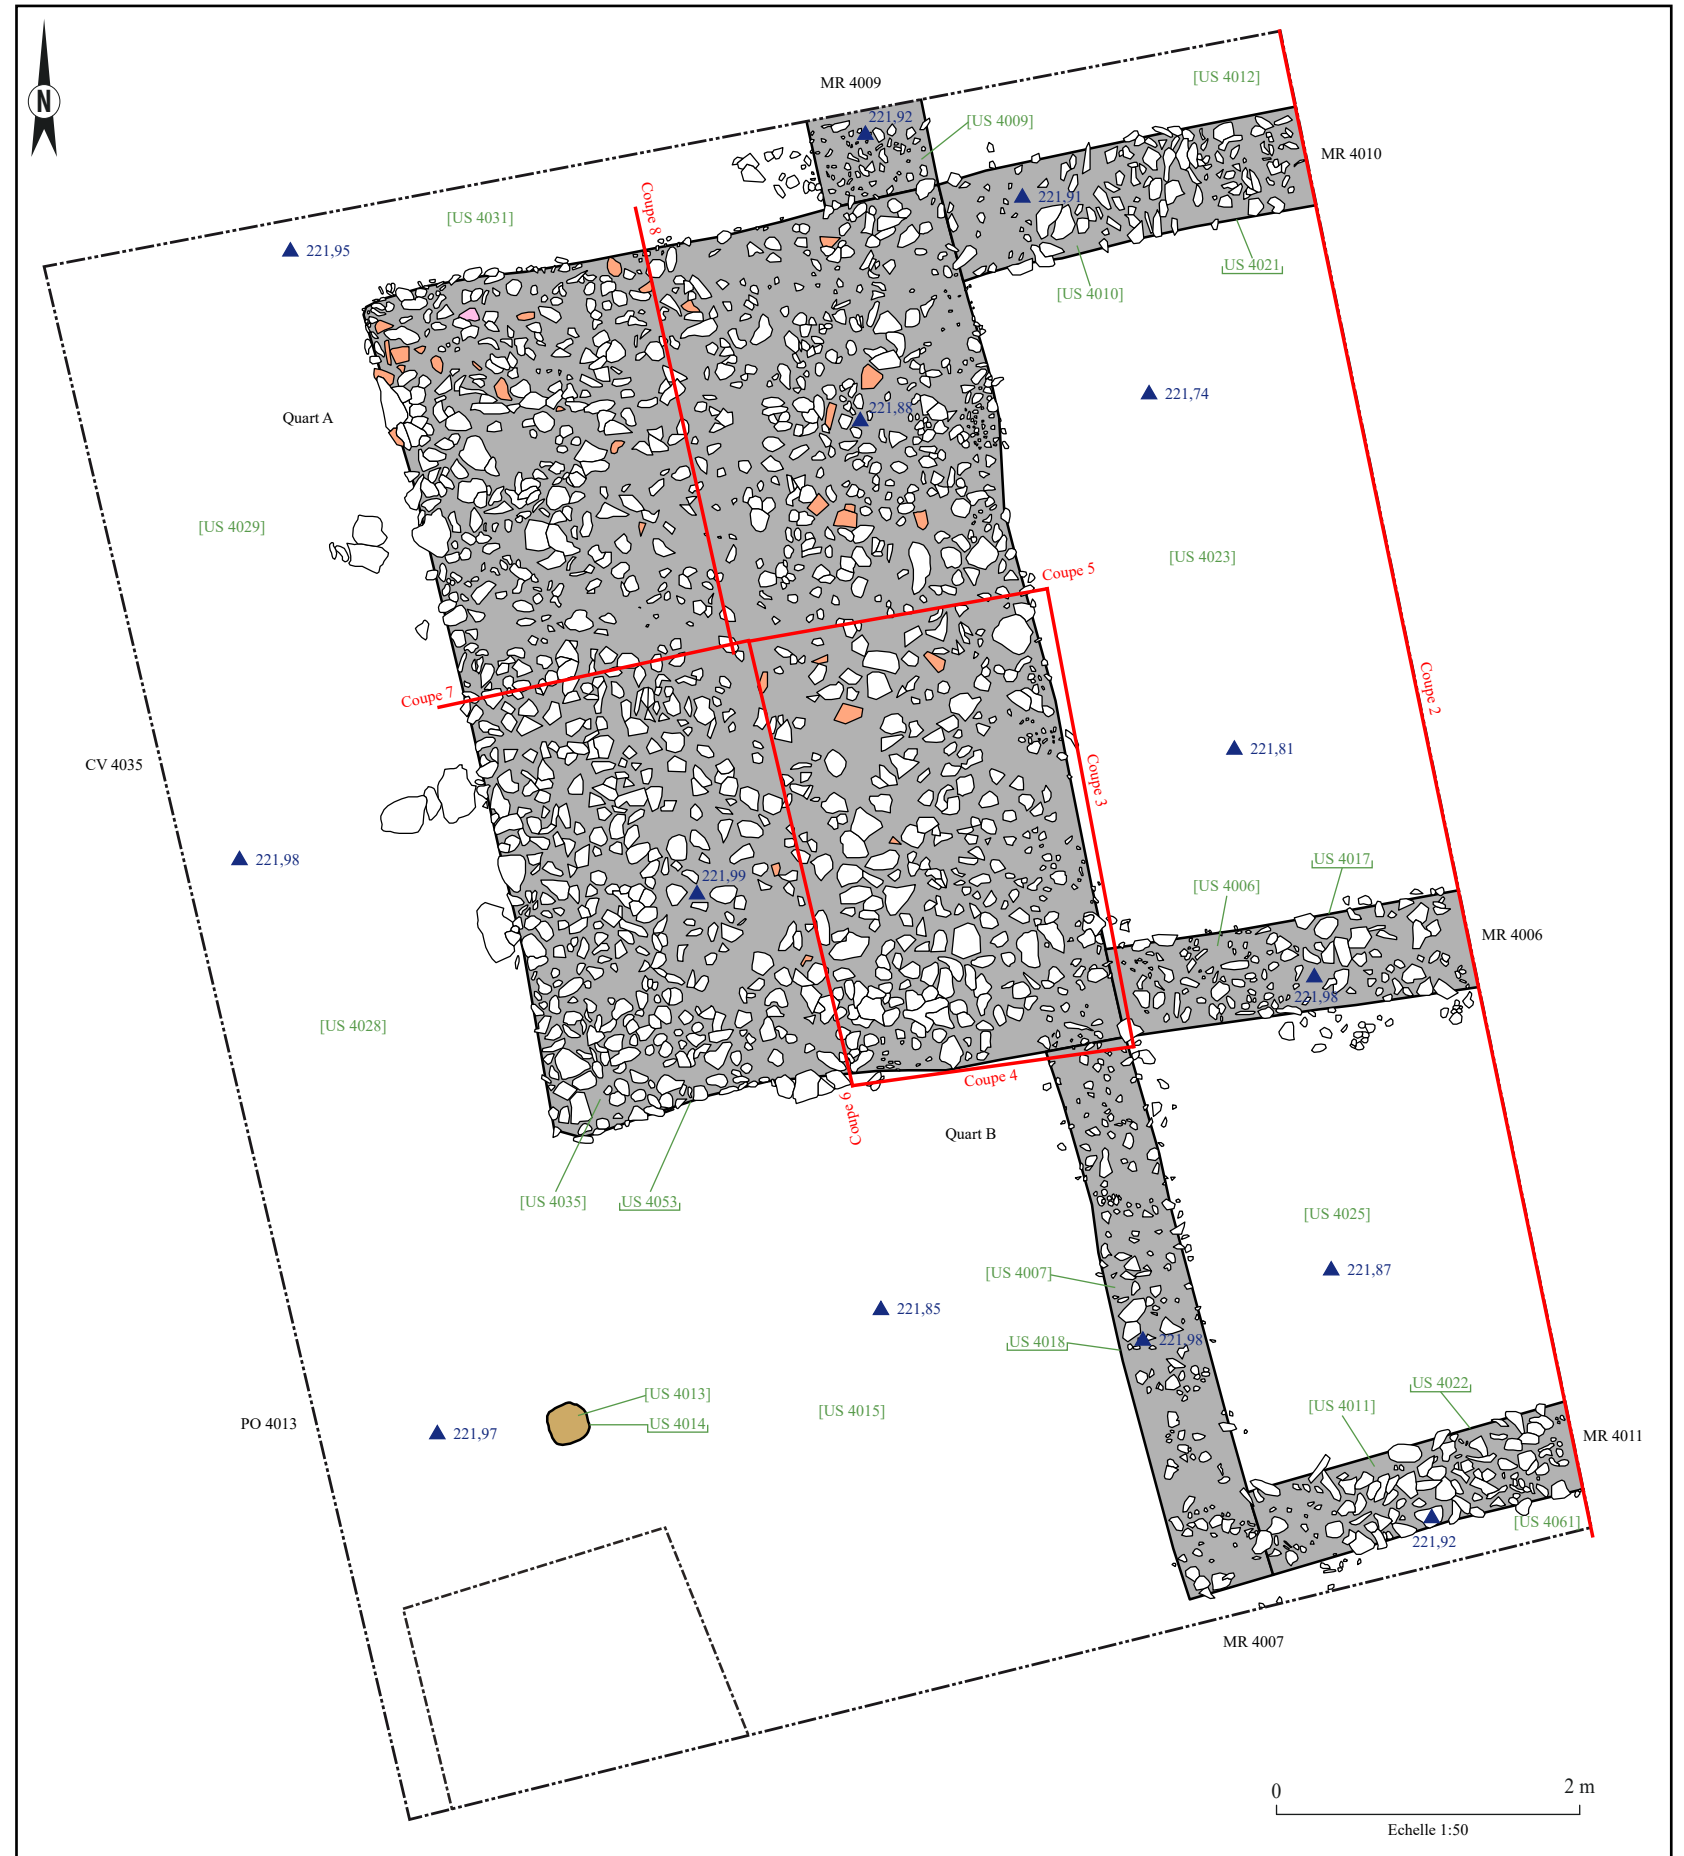 N
MR 4009
[US 4012]
221,92
[US 4009]
MR 4010
Coupe 8
221,91
[US 4031]
221,95
US 4021
[US 4010]
221,74
Quart A
221,88
[US 4029]
[US 4023]
Coupe 5
Coupe 7
Coupe 2
221,81
CV 4035
Coupe 3
221,98
US 4017
221,99
[US 4006]
MR 4006
221,98
[US 4028]
Coupe 4
Coupe 6
Quart B
[US 4035]
US 4053
[US 4025]
[US 4007]
221,87
221,85
US 4018
221,98
US 4022
[US 4013]
[US 4011]
[US 4015]
PO 4013
US 4014
221,97
MR 4011
[US 4061]
221,92
MR 4007
0
2 m
Echelle 1:50